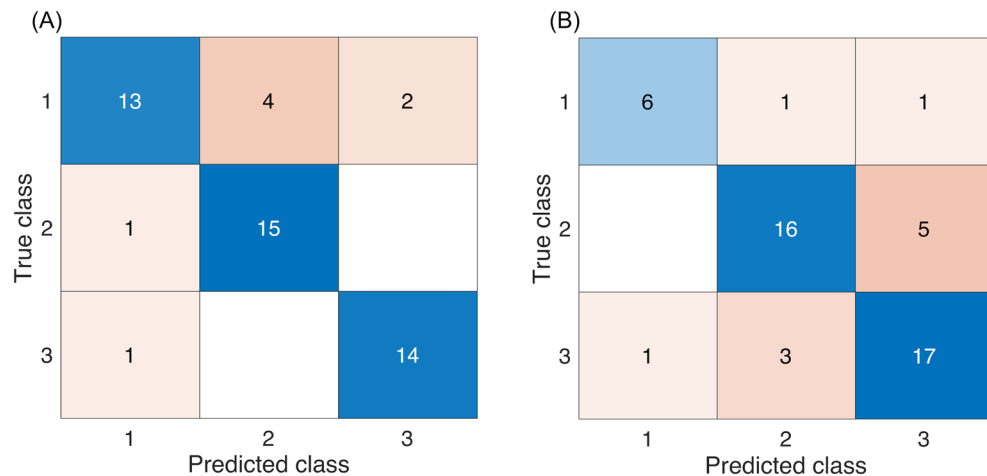 (A)
True class
1 13 4 2
2 1 15
3 1 14
1 2 3
Predicted class
(B)
True class
1 6 1 1
2 16 5
3 1 3 17
1 2 3
Predicted class